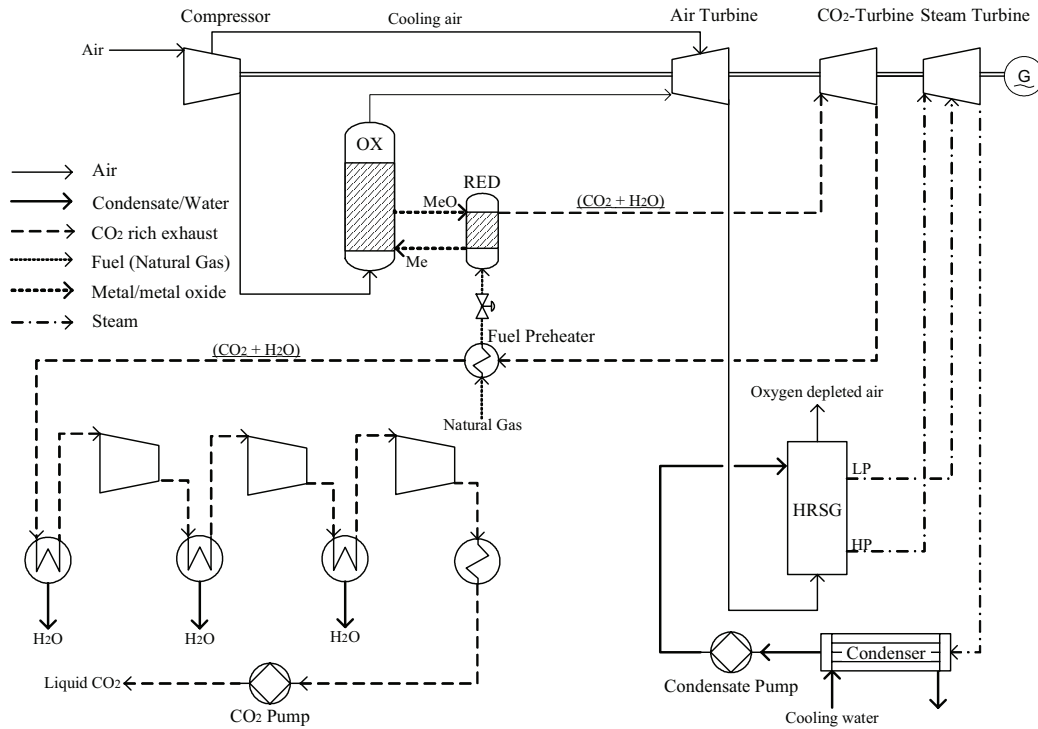 Compressor
Cooling air
Air Turbine
CO2-Turbine
Steam Turbine
Air
G
OX
RED
Air
Condensate/Water
CO2 rich exhaust
Fuel (Natural Gas)
Metal/metal oxide
Steam
MeO
Me
(CO2 + H2O)
Fuel Preheater
(CO2 + H2O)
Natural Gas
Oxygen depleted air
LP
HRSG
HP
H2O
H2O
H2O
Condenser
Liquid CO2
CO2 Pump
Condensate Pump
Cooling water